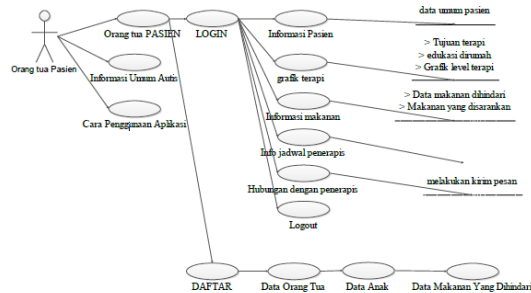 data umum pasien
Orang tua PASIEN
LOGIN
Informasi Pasien
> Tujuan terapi
> edukasi dirumah
> Grafik level terapi
Orang tua Pasien
Informasi Umum Autis
grafik terapi
> Data makanan dihindari
> Makanan yang disarankan
Cara Penggunaan Aplikasi
Informasi makanan
Info jadwal penerapis
melakukan kirim pesan
Hubungan dengan penerapis
Logout
DAFTAR
Data Orang Tua
Data Anak
Data Makanan Yang Dihindari